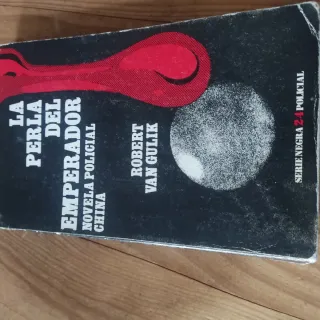 LA
PERLA
DEL
EMPERADOR
NOVELA POLICIAL
CHINA
ROBERT
VAN GULIK
SERIE NEGRA 24 POLICIAL